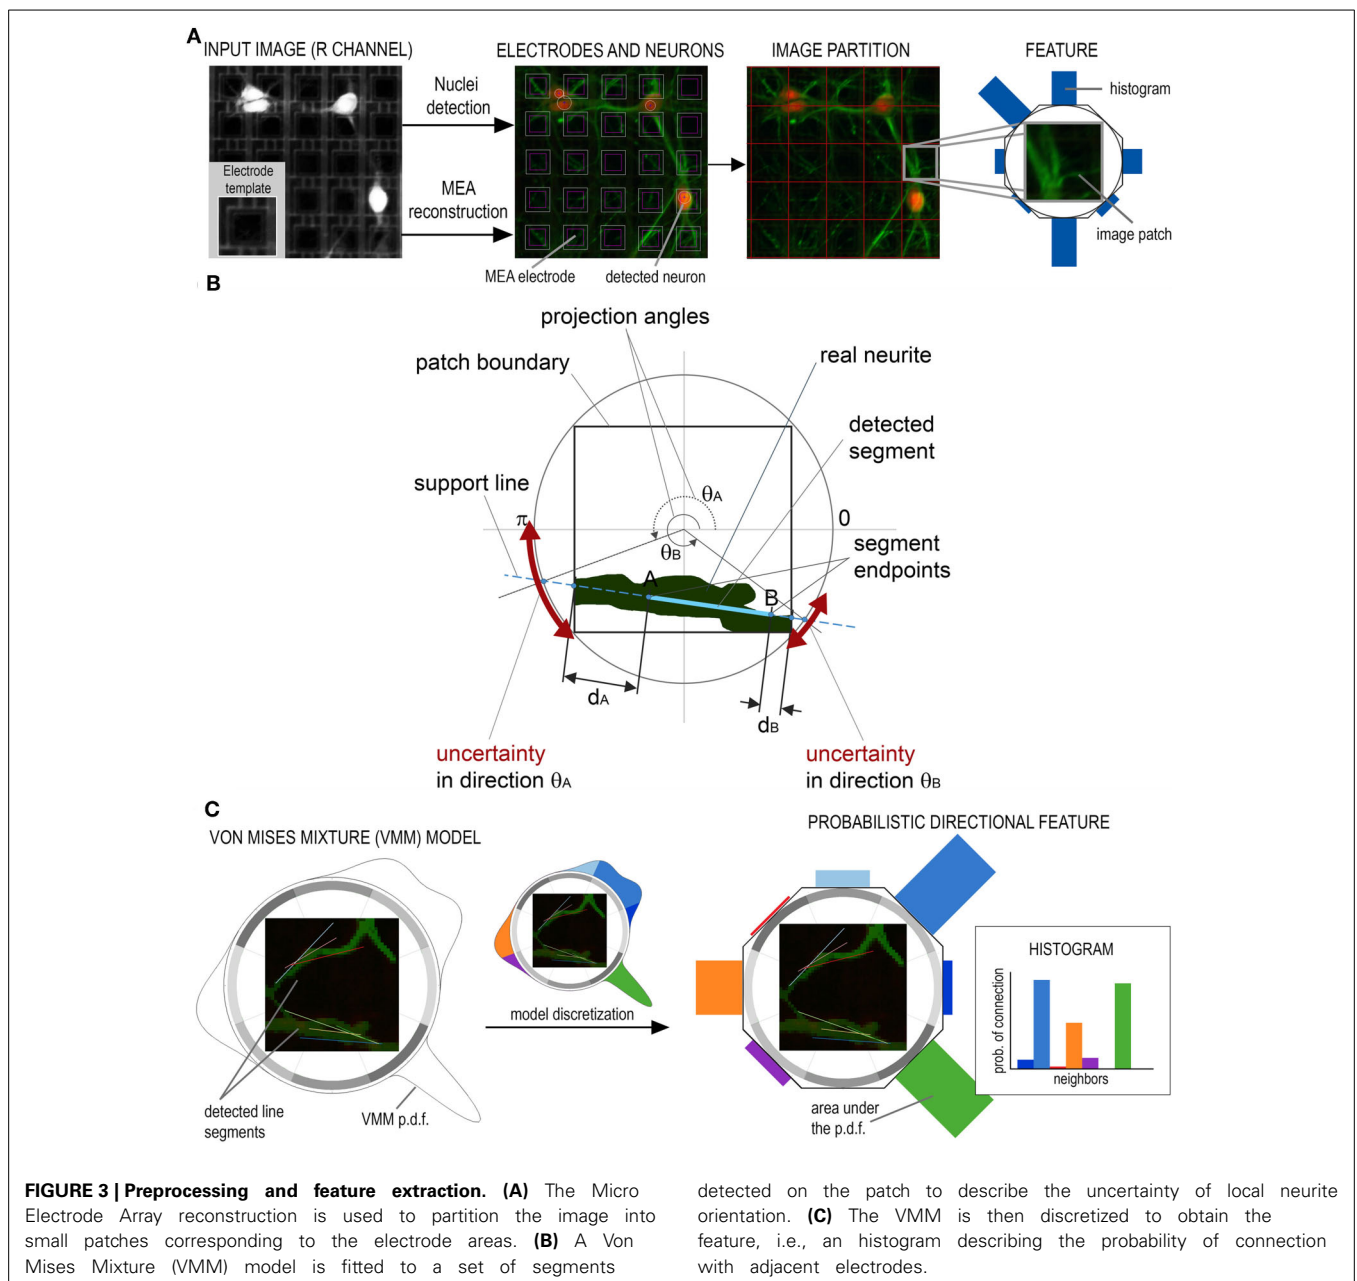 A
INPUT IMAGE (R CHANNEL)
ELECTRODES AND NEURONS
IMAGE PARTITION
FEATURE
Nuclei
detection
MEA
reconstruction
Electrode
template
MEA electrode
detected neuron
histogram
image patch
B
projection angles
patch boundary
real neurite
detected
segment
support line
θA
π
0
θB
segment
endpoints
A
B
dA
dB
uncertainty
in direction θA
uncertainty
in direction θB
C
VON MISES MIXTURE (VMM) MODEL
PROBABILISTIC DIRECTIONAL FEATURE
model discretization
detected line
segments
VMM p.d.f.
area under
the p.d.f.
HISTOGRAM
prob. of connection
neighbors
FIGURE 3 | Preprocessing and feature extraction. (A) The Micro
Electrode Array reconstruction is used to partition the image into
small patches corresponding to the electrode areas. (B) A Von
Mises Mixture (VMM) model is fitted to a set of segments
detected on the patch to describe the uncertainty of local neurite
orientation. (C) The VMM is then discretized to obtain the
feature, i.e., an histogram describing the probability of connection
with adjacent electrodes.